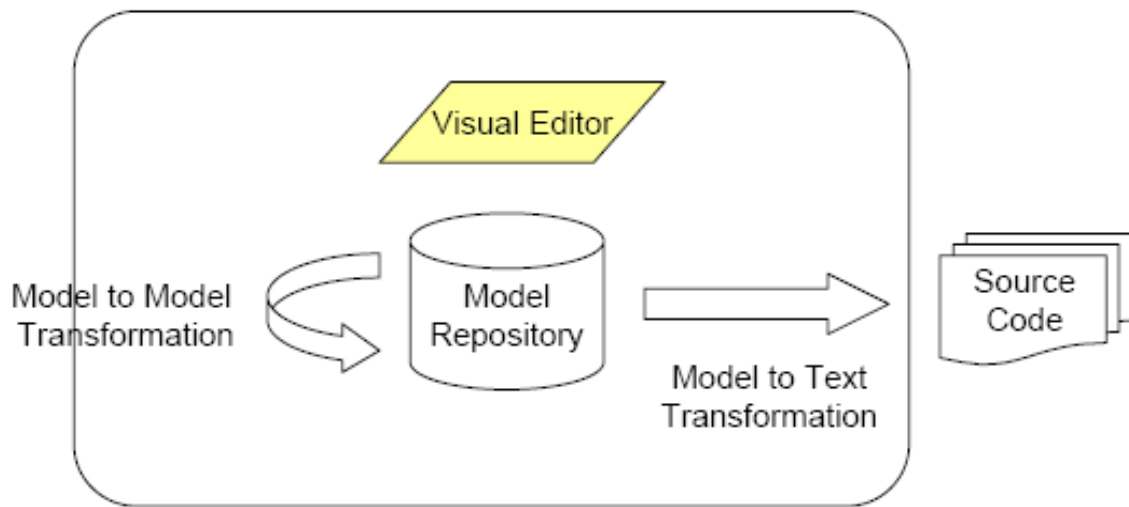 Visual Editor
Model to Model
Transformation
Model
Repository
Model to Text
Transformation
Source
Code